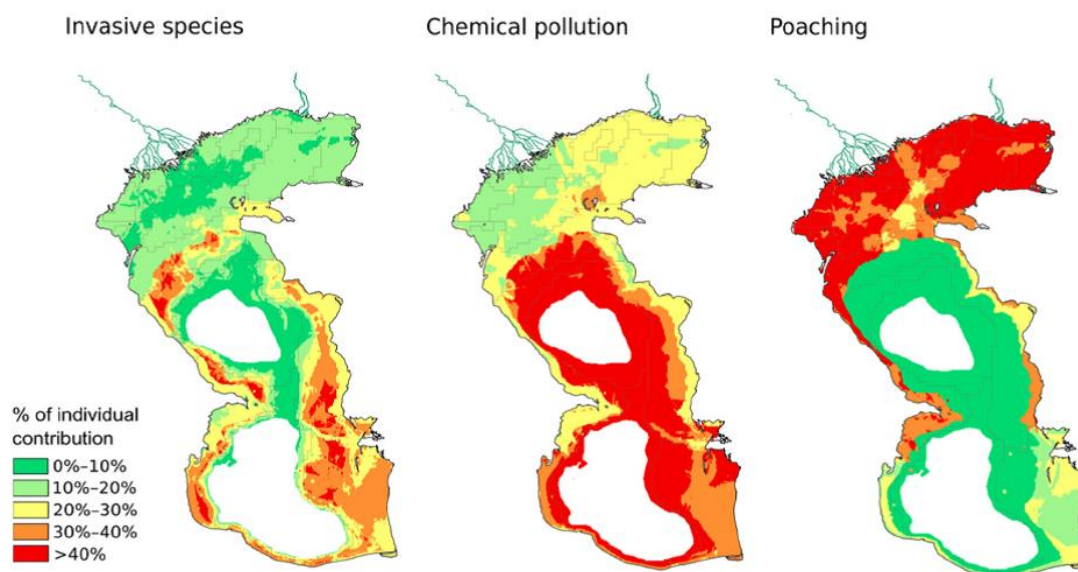 Invasive species
Chemical pollution
Poaching
% of individual
contribution
0%–10%
10%–20%
20%–30%
30%–40%
>40%